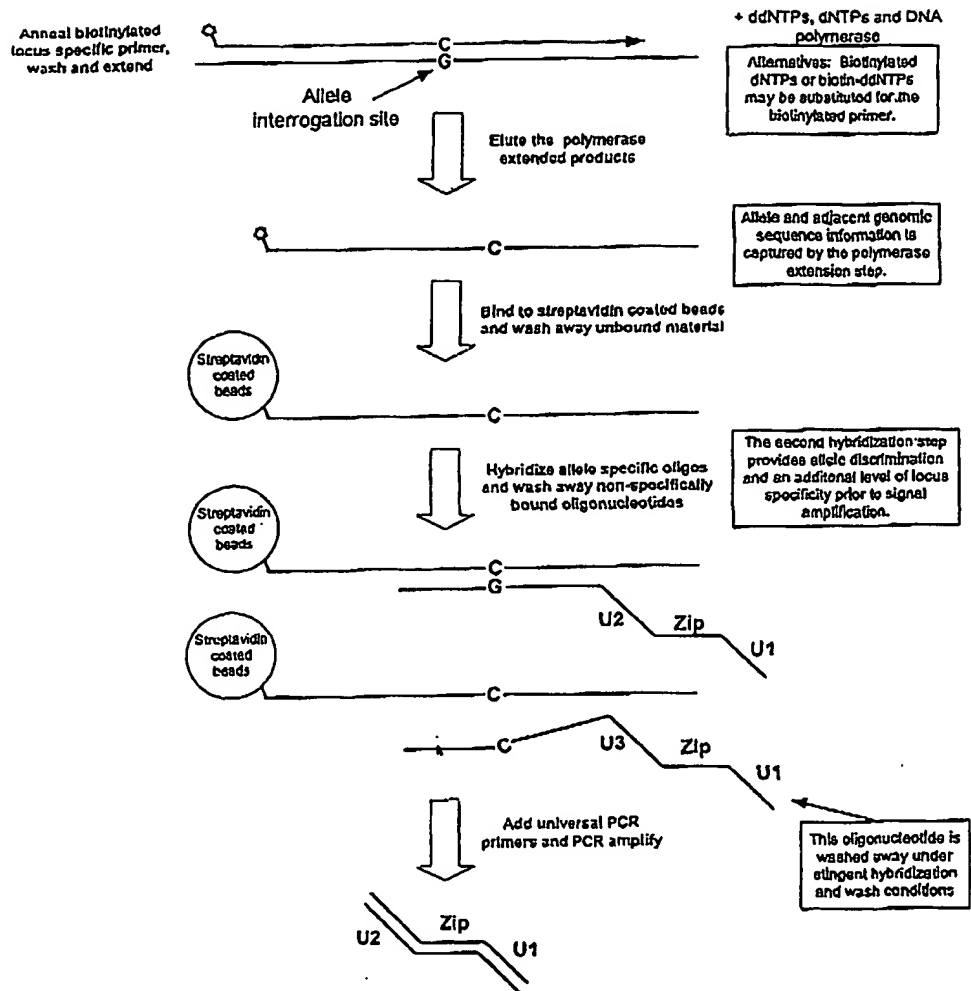 Anneal biotinylated
locus specific primer,
wash and extend
C
G
Allele
interrogation site
+ ddNTPs, dNTPs and DNA
polymerase
Alternatives: Biotinylated
dNTPs or biotin-ddNTPs
may be substituted for the
biotinylated primer.
Elute the polymerase
extended products
C
Allele and adjacent genomic
sequence information is
captured by the polymerase
extension step.
Bind to streptavidin coated beads
and wash away unbound material
Streptavidin
coated
beads
C
Hybridize allele specific oligos
and wash away non-specifically
bound oligonucleotides
The second hybridization step
provides allele discrimination
and an additonal level of locus
specificity prior to signal
amplification.
Streptavidin
coated
beads
C
G
U2
Zip
U1
Streptavidin
coated
beads
C
C
U3
Zip
U1
Add universal PCR
primers and PCR amplify
This oligonucleotide is
washed away under
stingent hybridization
and wash conditions
U2
Zip
U1